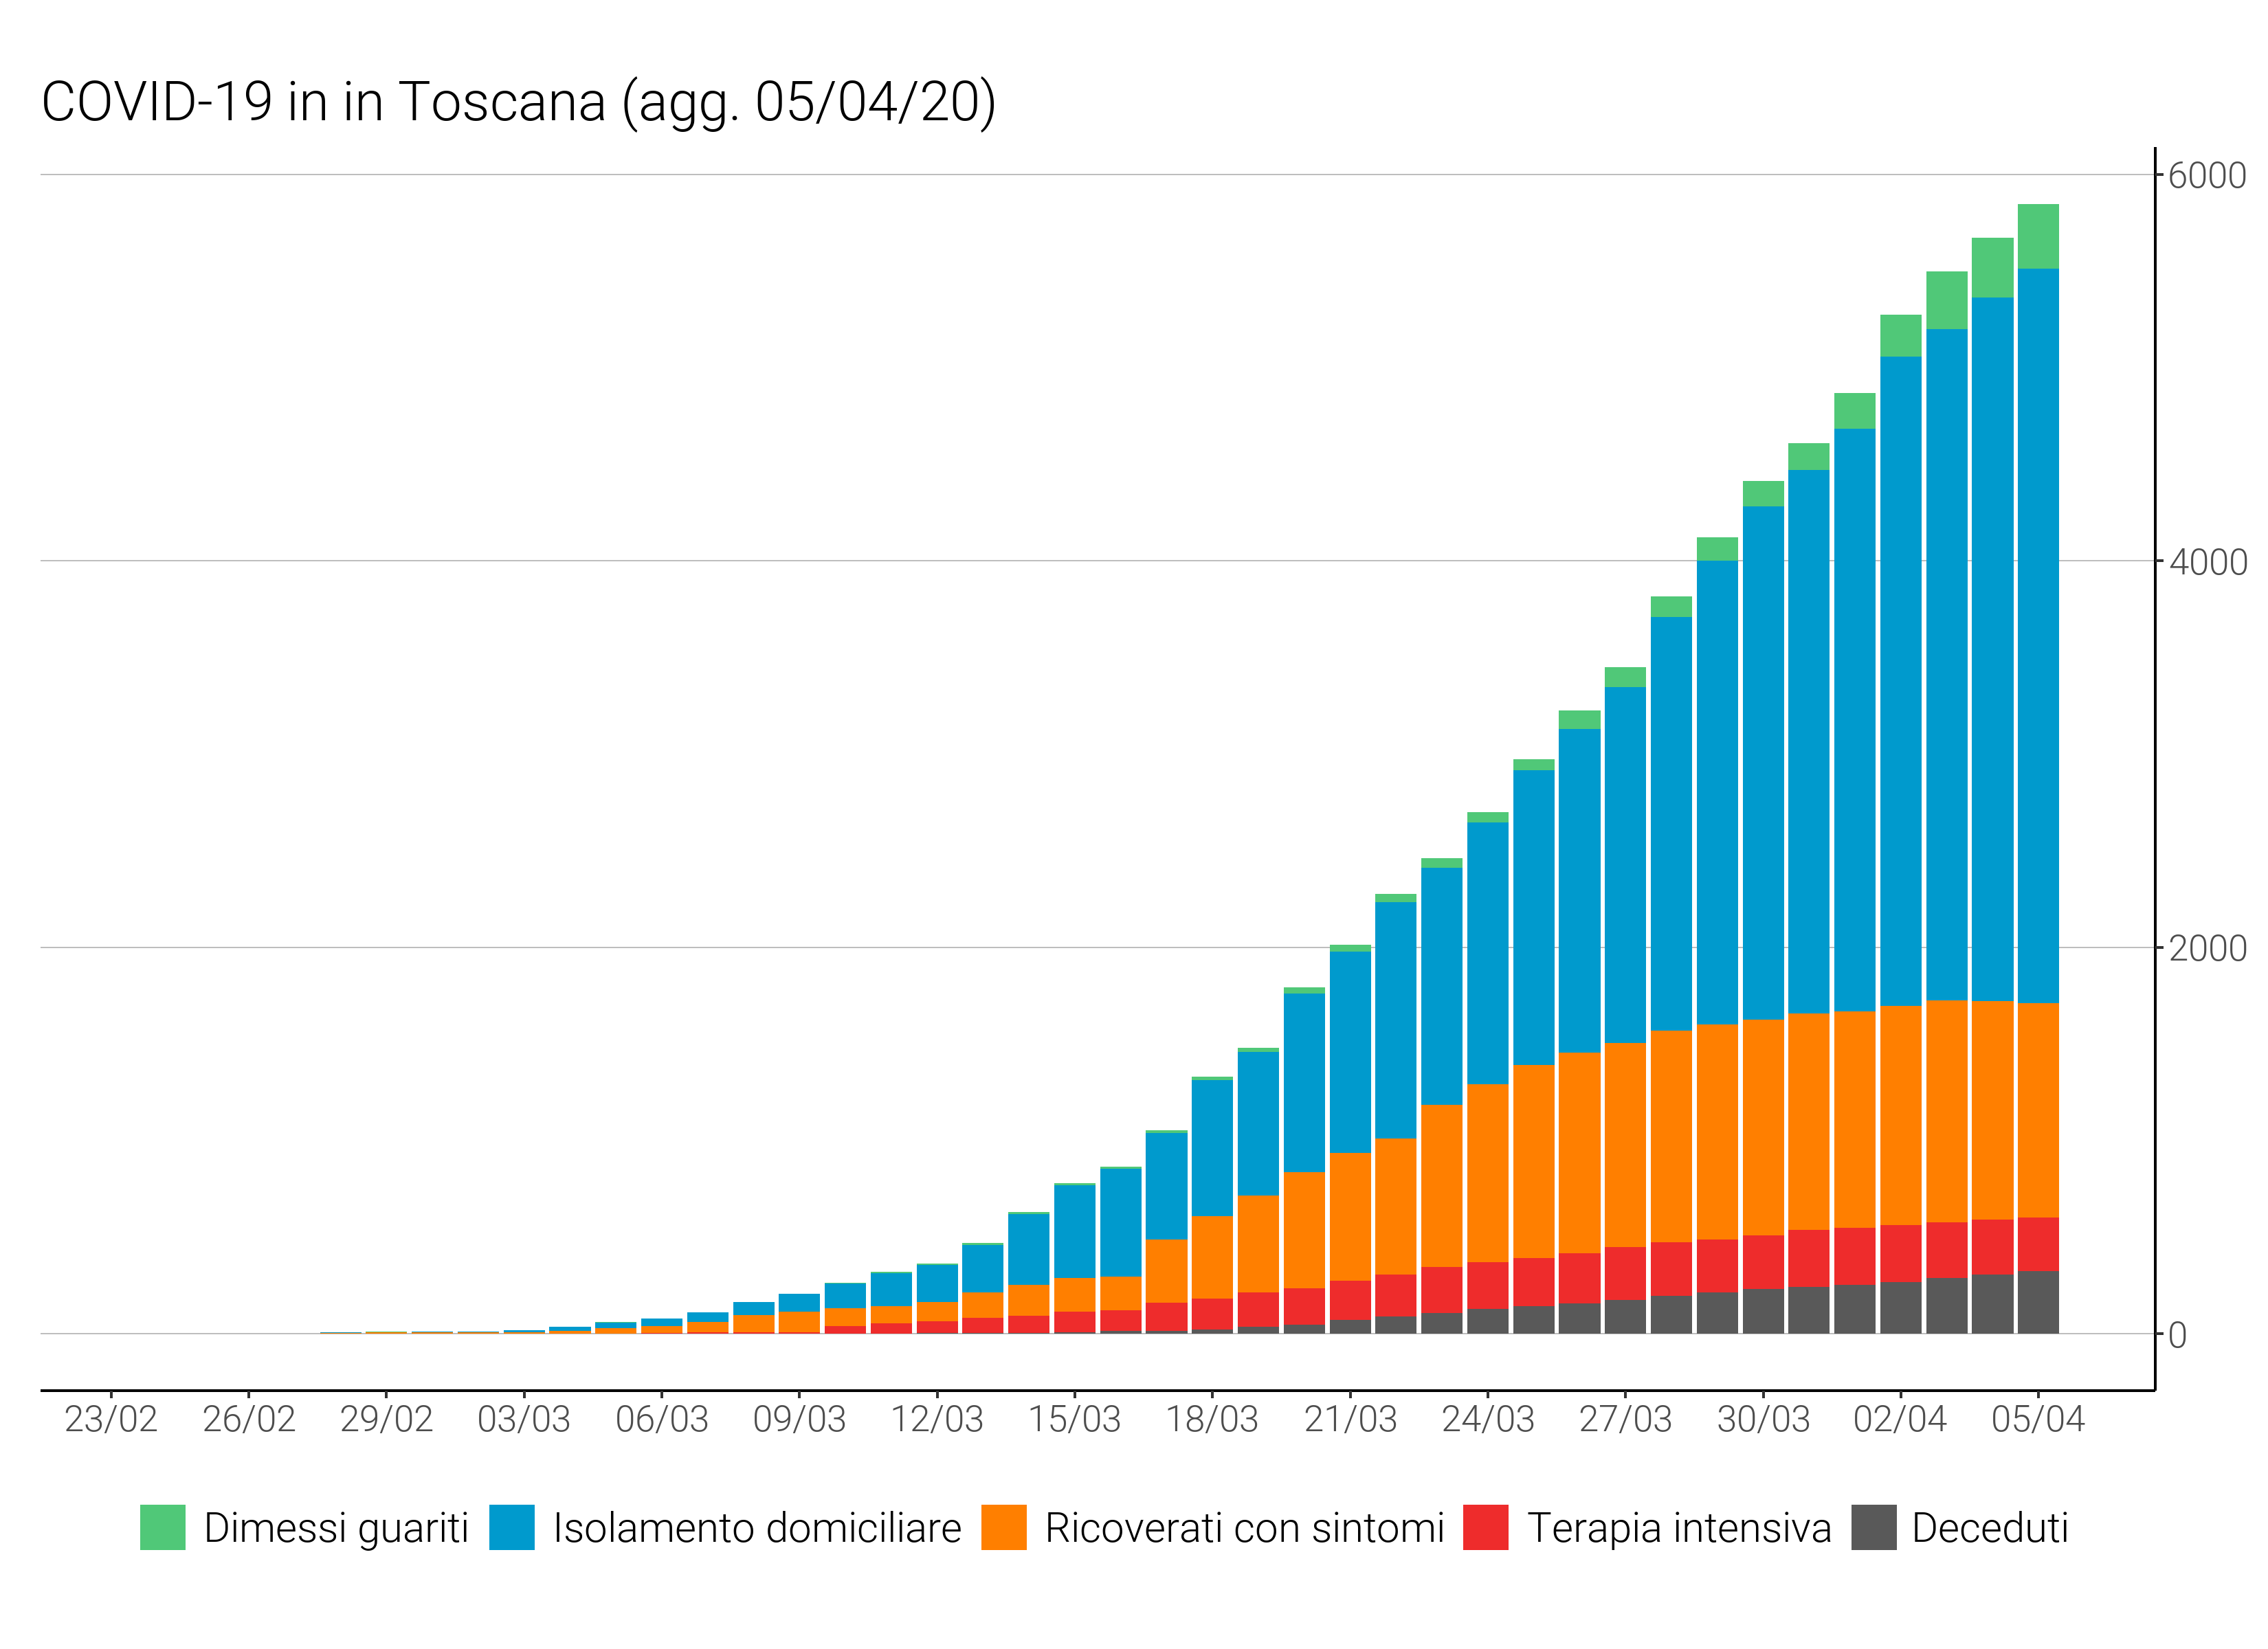 COVID-19 in in Toscana (agg. 05/04/20)
6000
4000
2000
0
23/02 26/02 29/02 03/03 06/03 09/03 12/03 15/03 18/03 21/03 24/03 27/03 30/03 02/04 05/04
Dimessi guariti Isolamento domiciliare Ricoverati con sintomi Terapia intensiva Deceduti